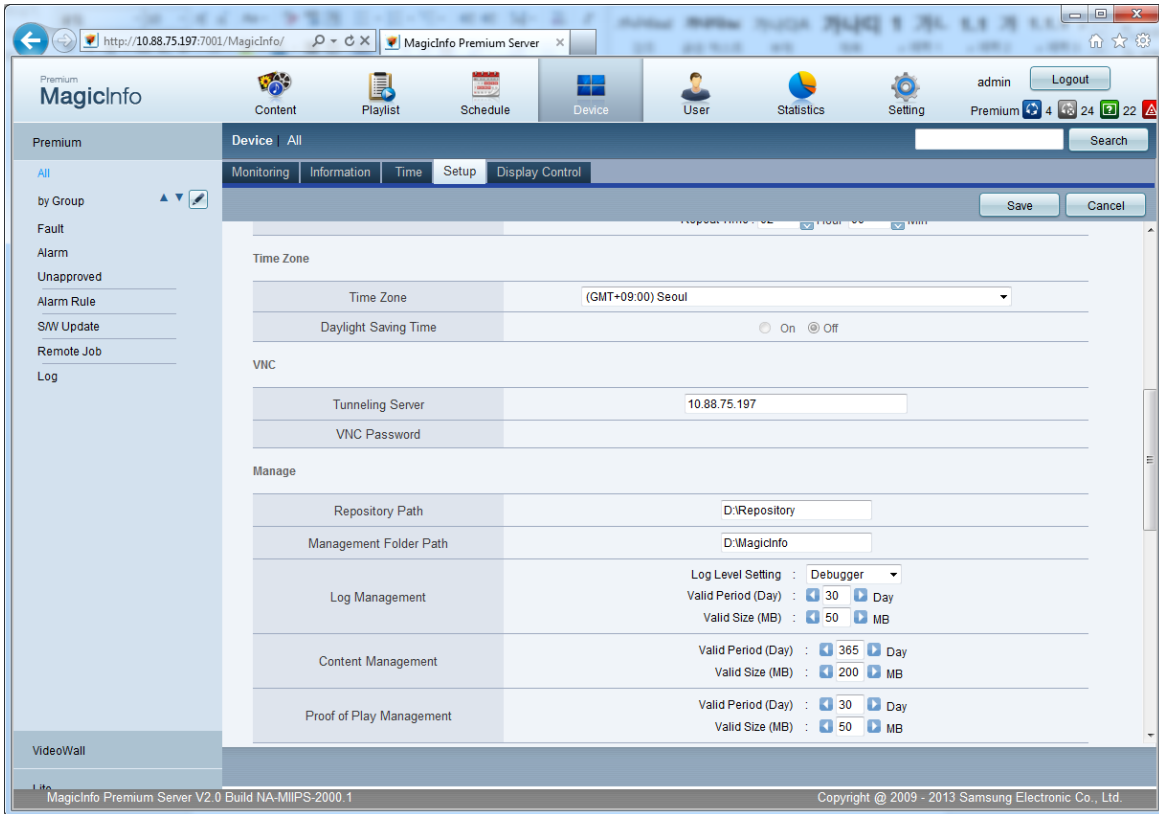 http://10.88.75.197:7001/MagicInfo/
MagicInfo Premium Server
Premium
MagicInfo
Content
Playlist
Schedule
Device
User
Statistics
Setting
admin
Logout
Premium 4 24 22
Premium
Device All
Search
All
by Group
Fault
Alarm
Unapproved
Alarm Rule
S/W Update
Remote Job
Log
VideoWall
Monitoring Information Time Setup Display Control
Save Cancel
Time Zone
Time Zone (GMT+09:00) Seoul
Daylight Saving Time On Off
VNC
Tunneling Server 10.88.75.197
VNC Password
Manage
Repository Path D:\Repository
Management Folder Path D:\MagicInfo
Log Management
Log Level Setting : Debugger
Valid Period (Day) : 30 Day
Valid Size (MB) : 50 MB
Content Management
Valid Period (Day) : 365 Day
Valid Size (MB) : 200 MB
Proof of Play Management
Valid Period (Day) : 30 Day
Valid Size (MB) : 50 MB
MagicInfo Premium Server V2.0 Build NA-MIIPS-2000.1
Copyright @ 2009 - 2013 Samsung Electronic Co., Ltd.